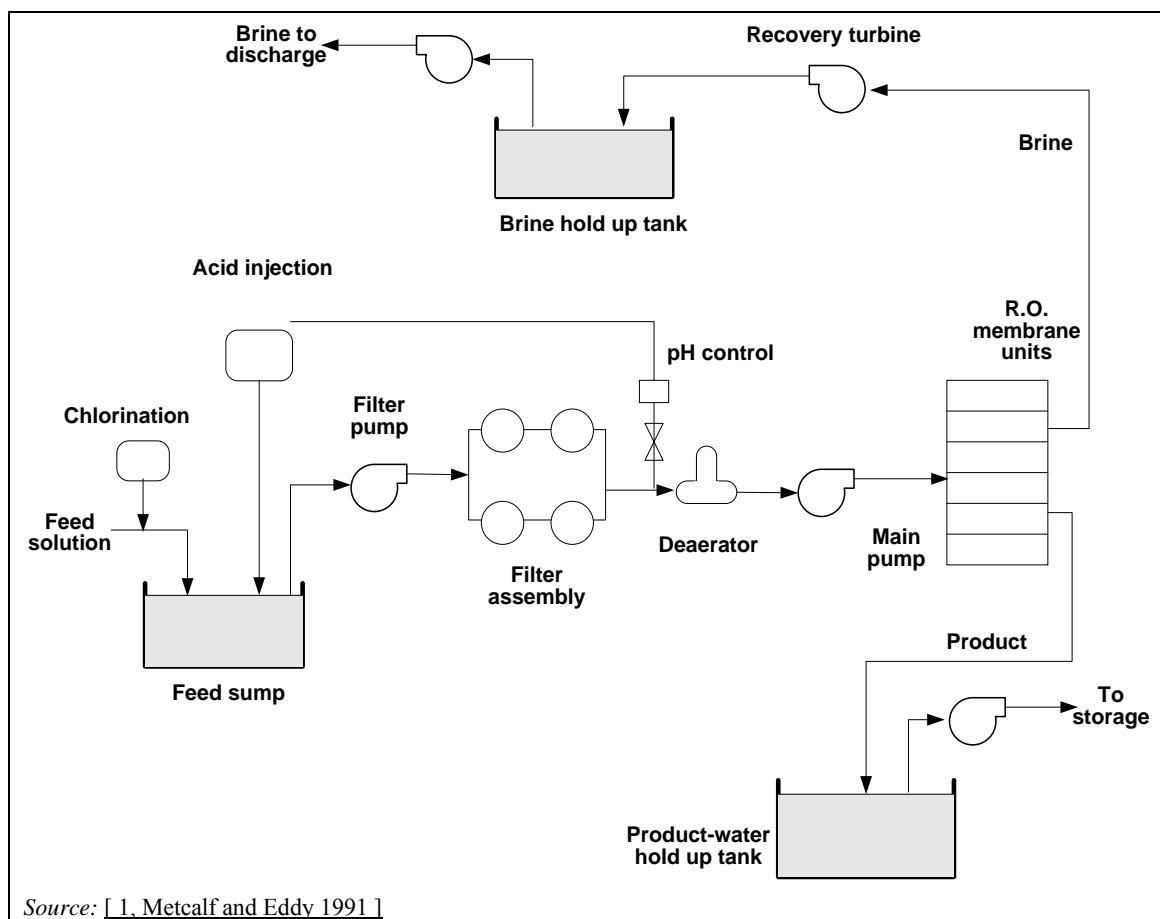 Brine to
discharge
Recovery turbine
Brine
Brine hold up tank
Acid injection
R.O.
membrane
units
pH control
Chlorination
Filter
pump
Feed
solution
Deaerator
Main
pump
Filter
assembly
Feed sump
Product
To
storage
Product-water
hold up tank
Source: [ 1, Metcalf and Eddy 1991 ]